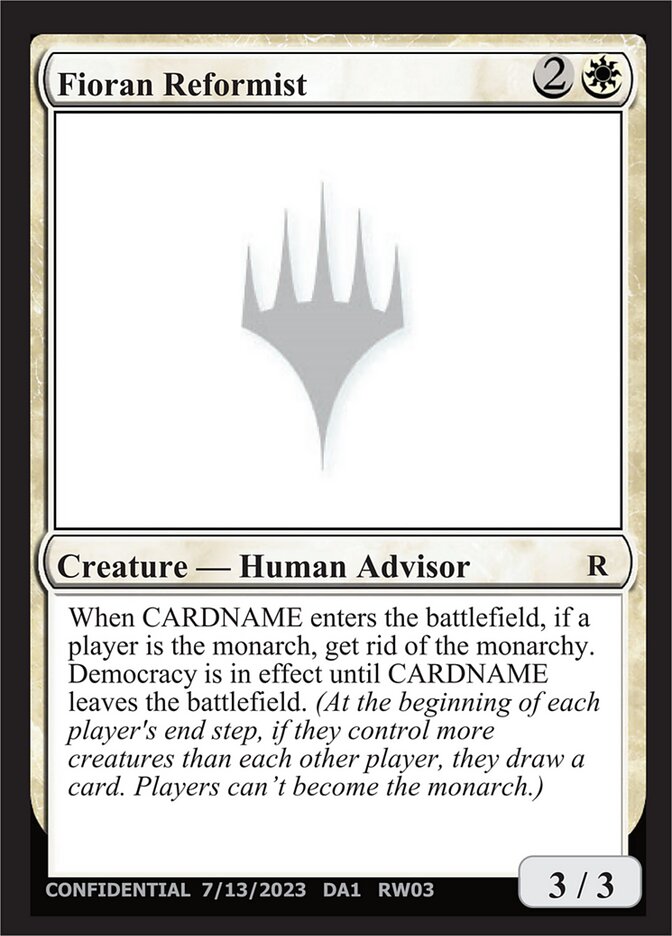 Fioran Reformist 2
Creature — Human Advisor R
When CARDNAME enters the battlefield, if a
player is the monarch, get rid of the monarchy.
Democracy is in effect until CARDNAME
leaves the battlefield. (At the beginning of each
player's end step, if they control more
creatures than each other player, they draw a
card. Players can’t become the monarch.)
CONFIDENTIAL 7/13/2023 DA1 RW03
3 / 3